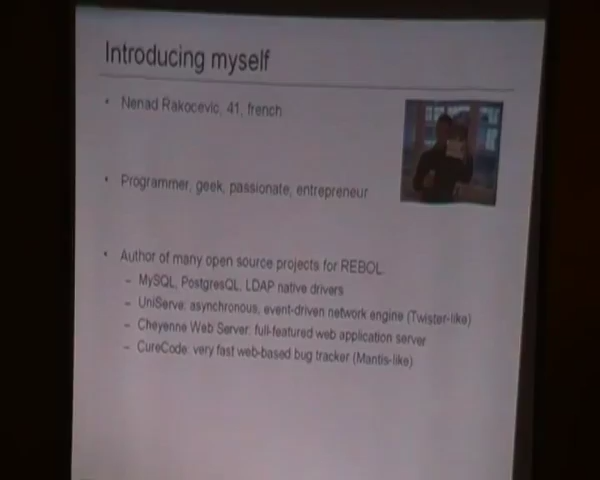 Introducing myself
• Nenad Rakocevic, 41, french
• Programmer, geek, passionate, entrepreneur
• Author of many open source projects for REBOL
– MySQL, PostgresQL, LDAP native drivers
– UniServe: asynchronous, event-driven network engine (Twister-like)
– Cheyenne Web Server: full-featured web application server
– CureCode: very fast web-based bug tracker (Mantis-like)